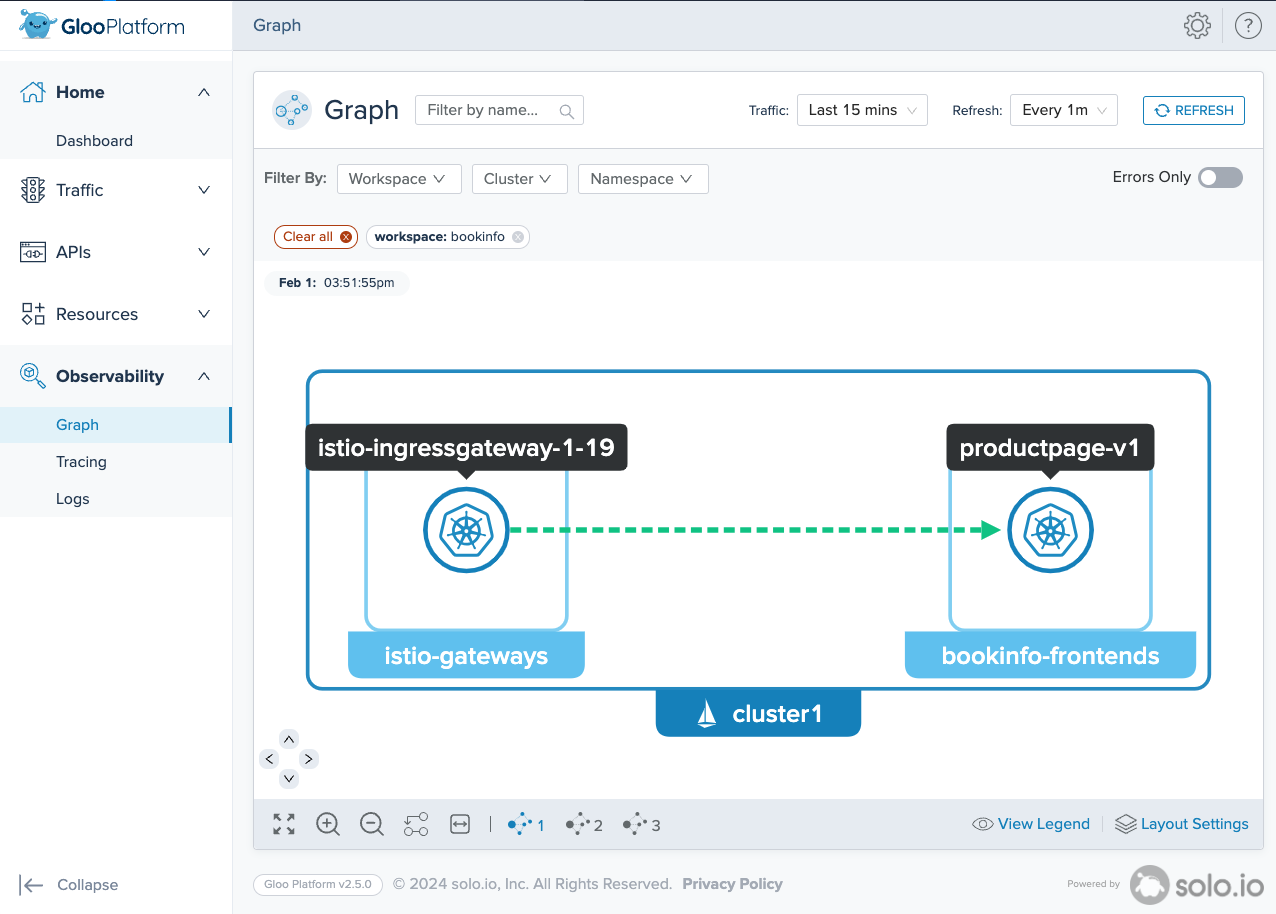 GlooPlatform
Graph
Home
Dashboard
Traffic
APIs
Resources
Observability
Graph
Tracing
Logs
Collapse
Graph
Filter by name...
Traffic: Last 15 mins
Refresh: Every 1m
REFRESH
Filter By: Workspace Cluster Namespace
Errors Only
Clear all workspace: bookinfo
Feb 1: 03:51:55pm
istio-ingressgateway-1-19
productpage-v1
istio-gateways
bookinfo-frontends
cluster1
1 2 3
View Legend
Layout Settings
Gloo Platform v2.5.0 © 2024 solo.io, Inc. All Rights Reserved. Privacy Policy
Powered by solo.io